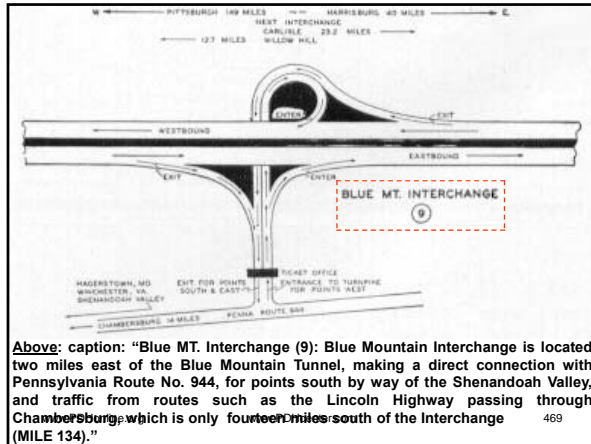 W PITTSBURGH 149 MILES HARRISBURG 40 MILES E
NEXT INTERCHANGE
CARLISLE 23.2 MILES
12.7 MILES WILLOW HILL
ENTER
EXIT
WESTBOUND
EASTBOUND
EXIT
ENTER
BLUE MT. INTERCHANGE
9
TICKET OFFICE
HAGERSTOWN, MD
WINCHESTER, VA.
SHENANDOAH VALLEY
EXIT FOR POINTS
SOUTH & EAST
ENTRANCE TO TURNPIKE
FOR POINTS WEST
CHAMBERSBURG 14 MILES PENNA ROUTE 944
Above: caption: “Blue MT. Interchange (9): Blue Mountain Interchange is located
two miles east of the Blue Mountain Tunnel, making a direct connection with
Pennsylvania Route No. 944, for points south by way of the Shenandoah Valley,
and traffic from routes such as the Lincoln Highway passing through
Chambersburg, which is only fourteen miles south of the Interchange
(MILE 134).”
469